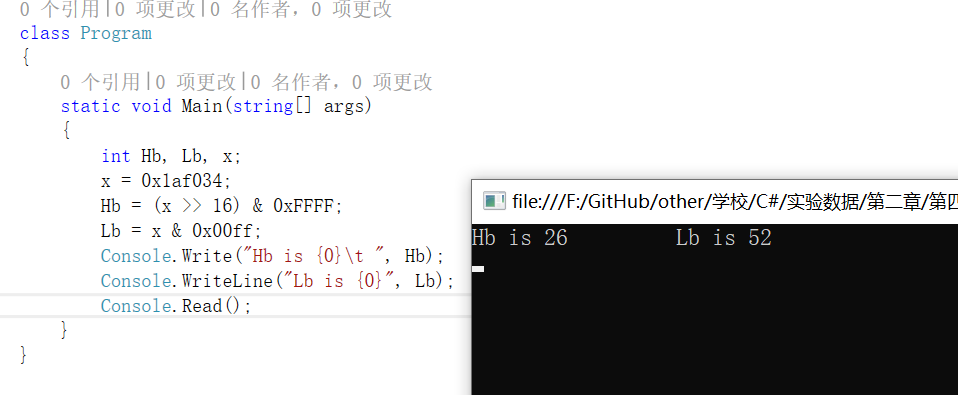 0 个引用|0 项更改|0 名作者，0 项更改
class Program
{
0 个引用|0 项更改|0 名作者，0 项更改
static void Main(string[] args)
{
int Hb, Lb, x;
x = 0x1af034;
Hb = (x >> 16) & 0xFFFF;
Lb = x & 0x00ff;
Console.Write("Hb is {0}\t ", Hb);
Console.WriteLine("Lb is {0}", Lb);
Console.Read();
}
}
file:///F:/GitHub/other/学校/C#/实验数据/第二章/第四
Hb is 26 Lb is 52